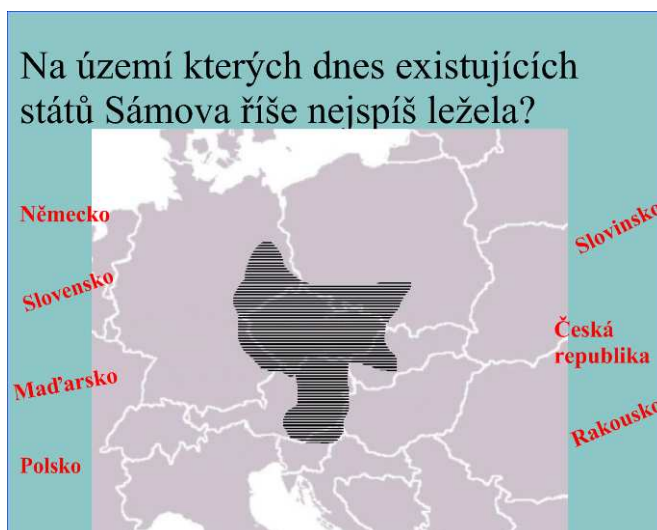 Na území kterých dnes existujících
států Sámova říše nejspíš ležela?
Německo
Slovinsko
Slovensko
Česká
republika
Maďarsko
Rakousko
Polsko